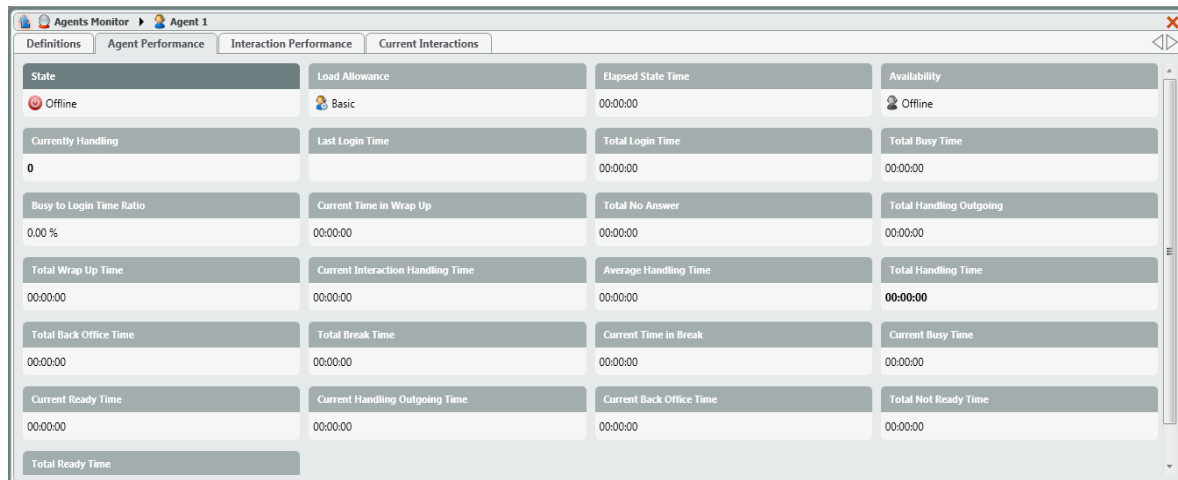 Agents Monitor Agent 1
Definitions Agent Performance Interaction Performance Current Interactions
State Load Allowance Elapsed State Time Availability
Offline Basic 00:00:00 Offline
Currently Handling Last Login Time Total Login Time Total Busy Time
0 00:00:00 00:00:00
Busy to Login Time Ratio Current Time in Wrap Up Total No Answer Total Handling Outgoing
0.00 % 00:00:00 00:00:00 00:00:00
Total Wrap Up Time Current Interaction Handling Time Average Handling Time Total Handling Time
00:00:00 00:00:00 00:00:00 00:00:00
Total Back Office Time Total Break Time Current Time in Break Current Busy Time
00:00:00 00:00:00 00:00:00 00:00:00
Current Ready Time Current Handling Outgoing Time Current Back Office Time Total Not Ready Time
00:00:00 00:00:00 00:00:00 00:00:00
Total Ready Time